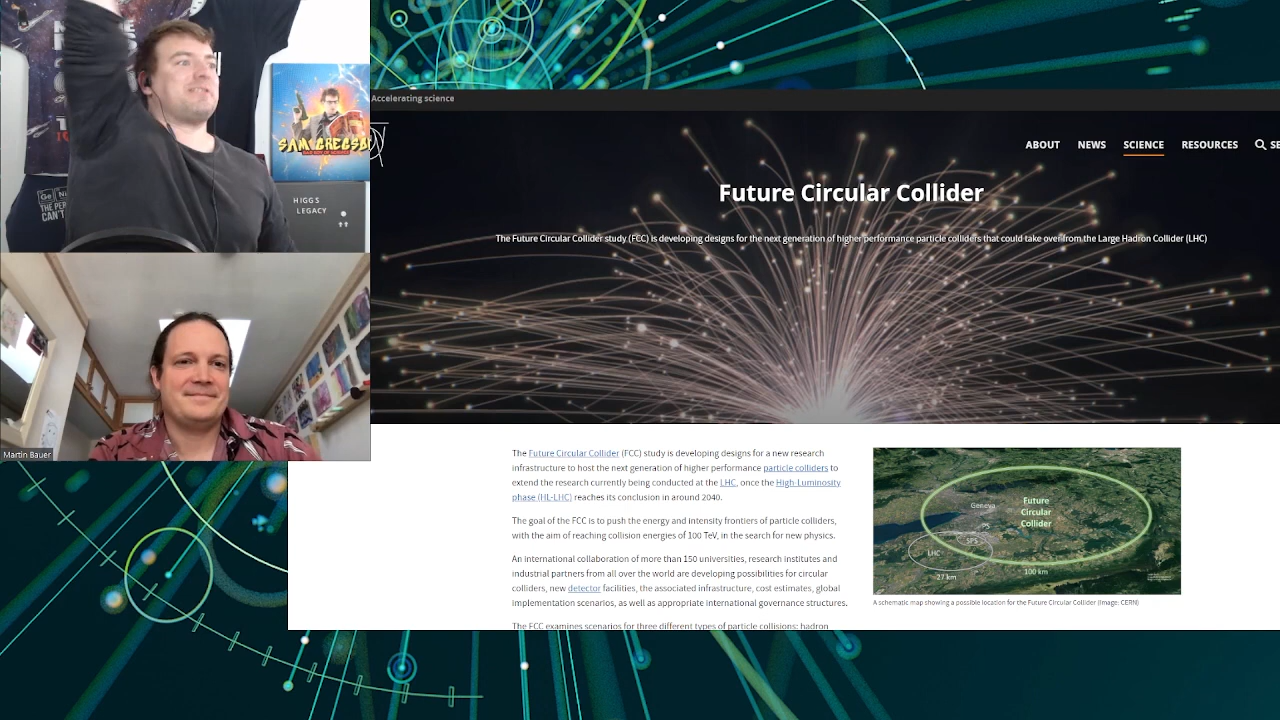 SAM GREGSON
HIGGS
LEGACY
Martin Bauer
Accelerating science
ABOUT NEWS SCIENCE RESOURCES
Future Circular Collider
The Future Circular Collider study (FCC) is developing designs for the next generation of higher performance particle colliders that could take over from the Large Hadron Collider (LHC)
The Future Circular Collider (FCC) study is developing designs for a new research
infrastructure to host the next generation of higher performance particle colliders to
extend the research currently being conducted at the LHC, once the High-Luminosity
phase (HL-LHC) reaches its conclusion in around 2040.
The goal of the FCC is to push the energy and intensity frontiers of particle colliders,
with the aim of reaching collision energies of 100 TeV, in the search for new physics.
An international collaboration of more than 150 universities, research institutes and
industrial partners from all over the world are developing possibilities for circular
colliders, new detector facilities, the associated infrastructure, cost estimates, global
implementation scenarios, as well as appropriate international governance structures.
The FCC examines scenarios for three different types of particle collisions: hadron
Geneva
PS
SPS
LHC
27 km
Future
Circular
Collider
100 km
A schematic map showing a possible location for the Future Circular Collider (Image: CERN)